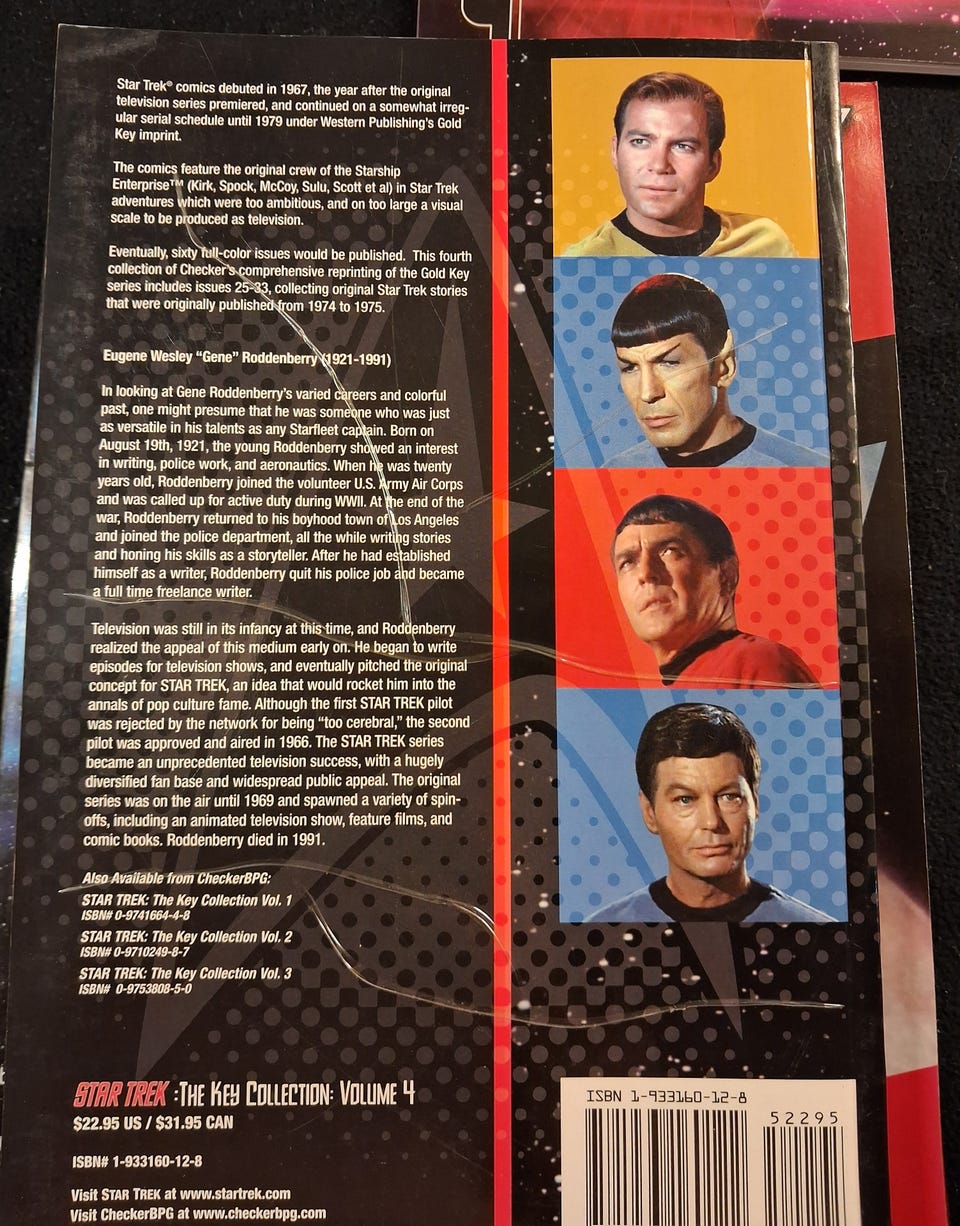 Star Trek® comics debuted in 1967, the year after the original
television series premiered, and continued on a somewhat irreg-
ular serial schedule until 1979 under Western Publishing's Gold
Key imprint.
The comics feature the original crew of the Starship
Enterprise™ (Kirk, Spock, McCoy, Sulu, Scott et al) in Star Trek
adventures which were too ambitious, and on too large a visual
scale to be produced as television.
Eventually, sixty full-color issues would be published. This fourth
collection of Checker's comprehensive reprinting of the Gold Key
series includes issues 25-33, collecting original Star Trek stories
that were originally published from 1974 to 1975.
Eugene Wesley “Gene” Roddenberry (1921-1991)
In looking at Gene Roddenberry's varied careers and colorful
past, one might presume that he was someone who was just
as versatile in his talents as any Starfleet captain. Born on
August 19th, 1921, the young Roddenberry showed an interest
in writing, police work, and aeronautics. When he was twenty
years old, Roddenberry joined the volunteer U.S. Army Air Corps
and was called up for active duty during WWII. At the end of the
war, Roddenberry returned to his boyhood town of Los Angeles
and joined the police department, all the while writing stories
and honing his skills as a storyteller. After he had established
himself as a writer, Roddenberry quit his police job and became
a full time freelance writer.
Television was still in its infancy at this time, and Roddenberry
realized the appeal of this medium early on. He began to write
episodes for television shows, and eventually pitched the original
concept for STAR TREK, an idea that would rocket him into the
annals of pop culture fame. Although the first STAR TREK pilot
was rejected by the network for being “too cerebral,” the second
pilot was approved and aired in 1966. The STAR TREK series
became an unprecedented television success, with a hugely
diversified fan base and widespread public appeal. The original
series was on the air until 1969 and spawned a variety of spin-
offs, including an animated television show, feature films, and
comic books. Roddenberry died in 1991.
Also Available from CheckerBPG:
STAR TREK: The Key Collection Vol. 1
ISBN# 0-9741664-4-8
STAR TREK: The Key Collection Vol. 2
ISBN# 0-9710249-8-7
STAR TREK: The Key Collection Vol. 3
ISBN# 0-9753808-5-0
STAR TREK :THE KEY COLLECTION: VOLUME 4
$22.95 US / $31.95 CAN
ISBN# 1-933160-12-8
Visit STAR TREK at www.startrek.com
Visit CheckerBPG at www.checkerbpg.com
ISBN 1-933160-12-8
52295